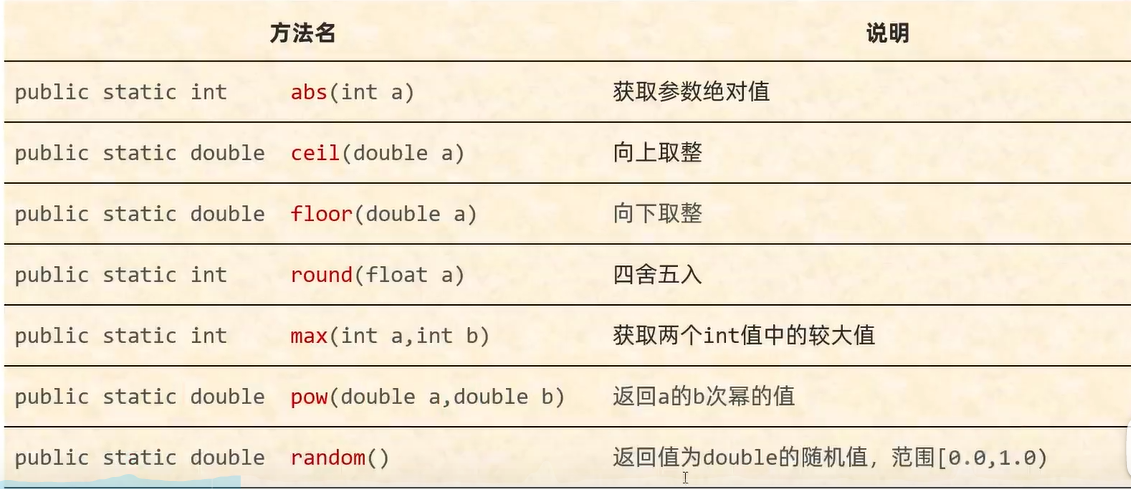 方法名 说明
public static int abs(int a) 获取参数绝对值
public static double ceil(double a) 向上取整
public static double floor(double a) 向下取整
public static int round(float a) 四舍五入
public static int max(int a,int b) 获取两个int值中的较大值
public static double pow(double a,double b) 返回a的b次幂的值
public static double random() 返回值为double的随机值，范围[0.0,1.0)